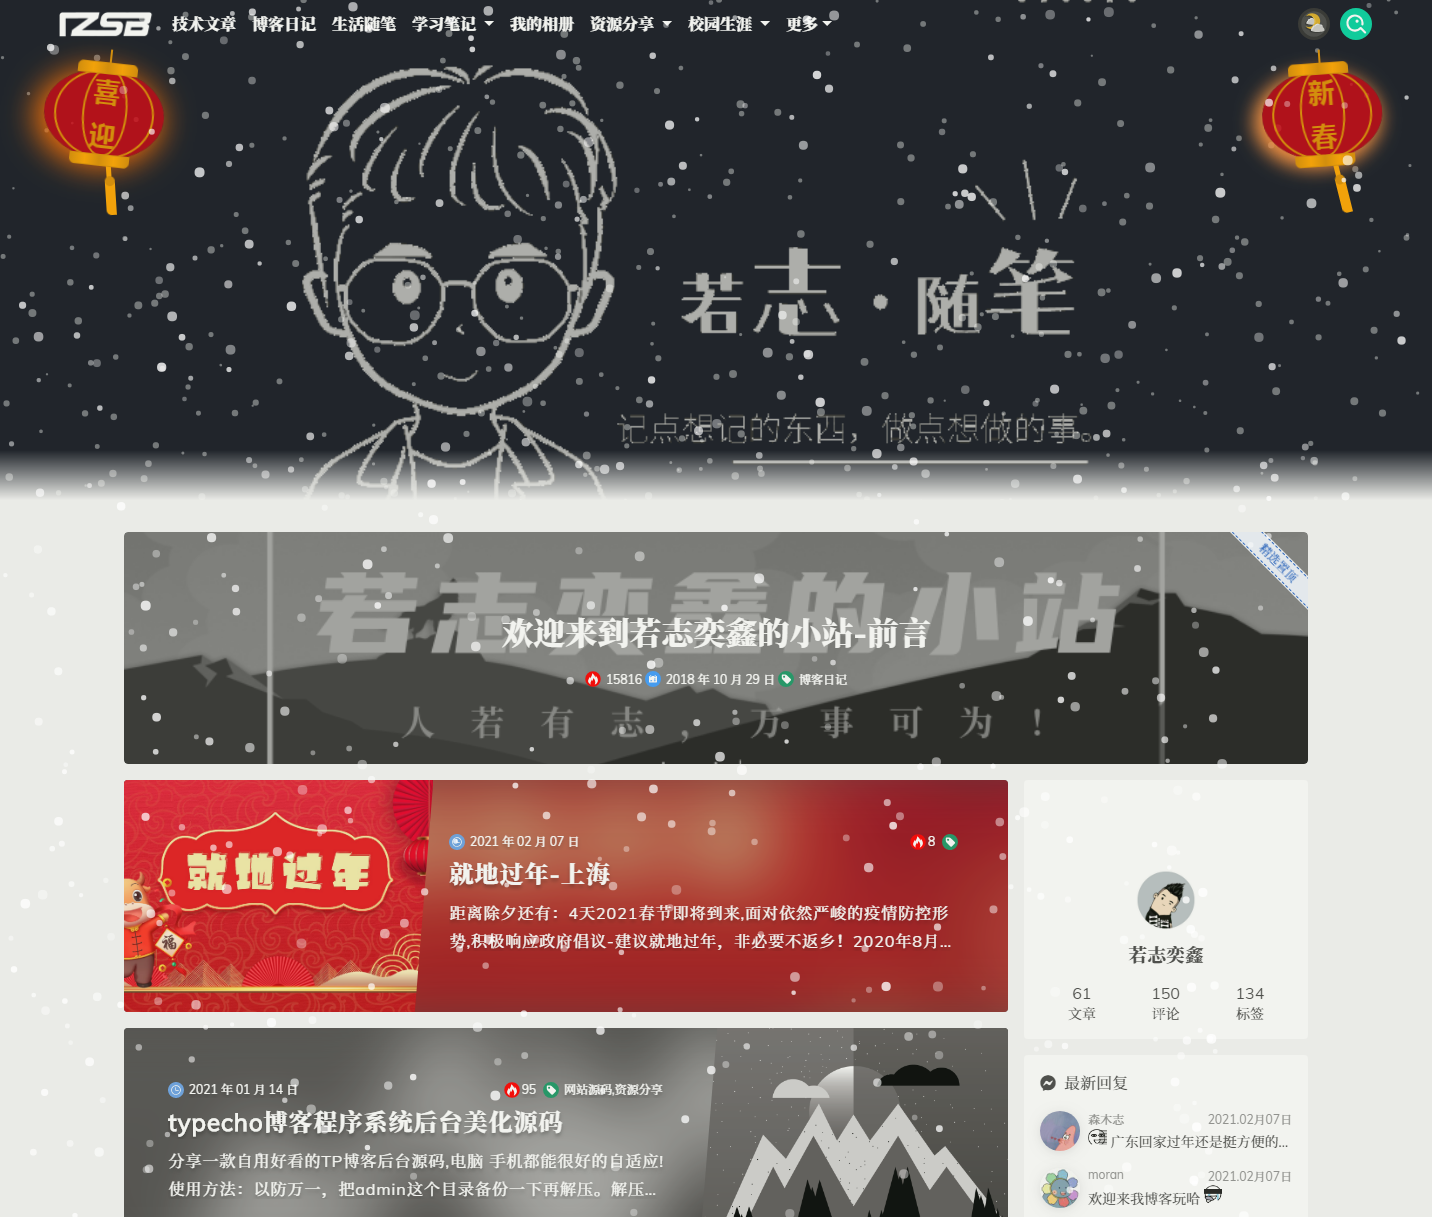 rzsb 技术文章 博客日记 生活随笔 学习笔记 我的相册 资源分享 校园生涯 更多
喜迎
新春
若志·随笔
记点想记的东西，做点想做的事。
精选置顶
若志奕鑫的小站
欢迎来到若志奕鑫的小站-前言
15816 2018 年 10 月 29 日 博客日记
人若有志，万事可为！
就地过年
福
2021 年 02 月 07 日 8
就地过年-上海
距离除夕还有：4天2021春节即将到来,面对依然严峻的疫情防控形
势,积极响应政府倡议-建议就地过年，非必要不返乡！2020年8月...
若志奕鑫
61 150 134
文章 评论 标签
最新回复
森木志 2021.02月07日
广东回家过年还是挺方便的...
moran 2021.02月07日
欢迎来我博客玩哈
2021 年 01 月 14 日 95 网站源码,资源分享
typecho博客程序系统后台美化源码
分享一款自用好看的TP博客后台源码,电脑 手机都能很好的自适应!
使用方法：以防万一，把admin这个目录备份一下再解压。解压...